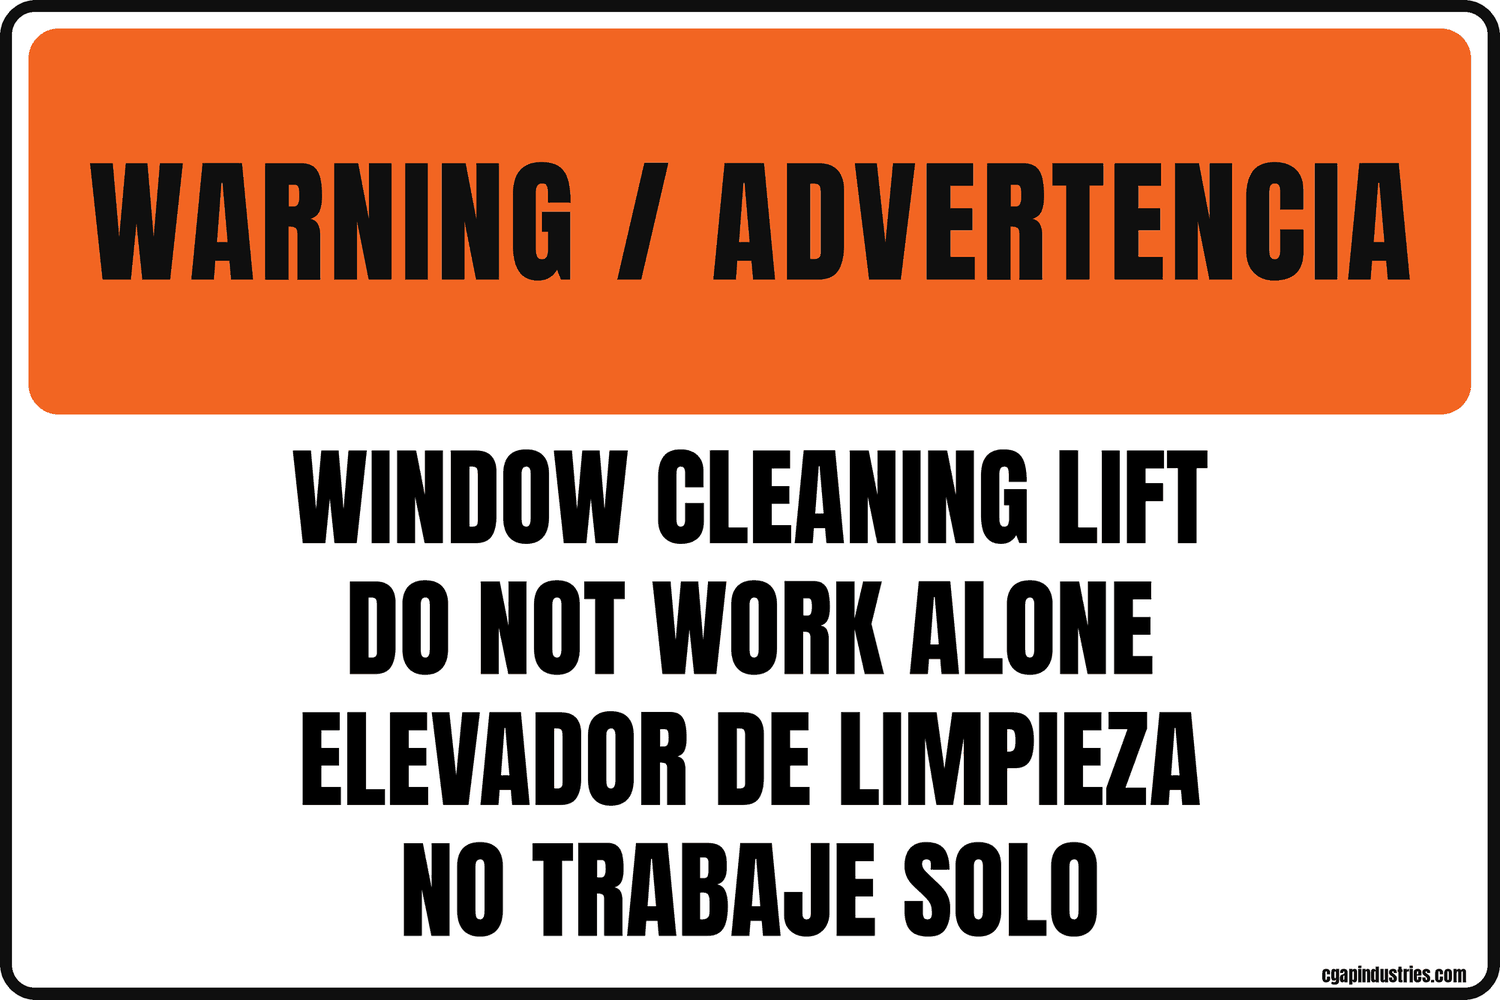 WARNING / ADVERTENCIA
WINDOW CLEANING LIFT
DO NOT WORK ALONE
ELEVADOR DE LIMPIEZA
NO TRABAJE SOLO
cgapindustries.com